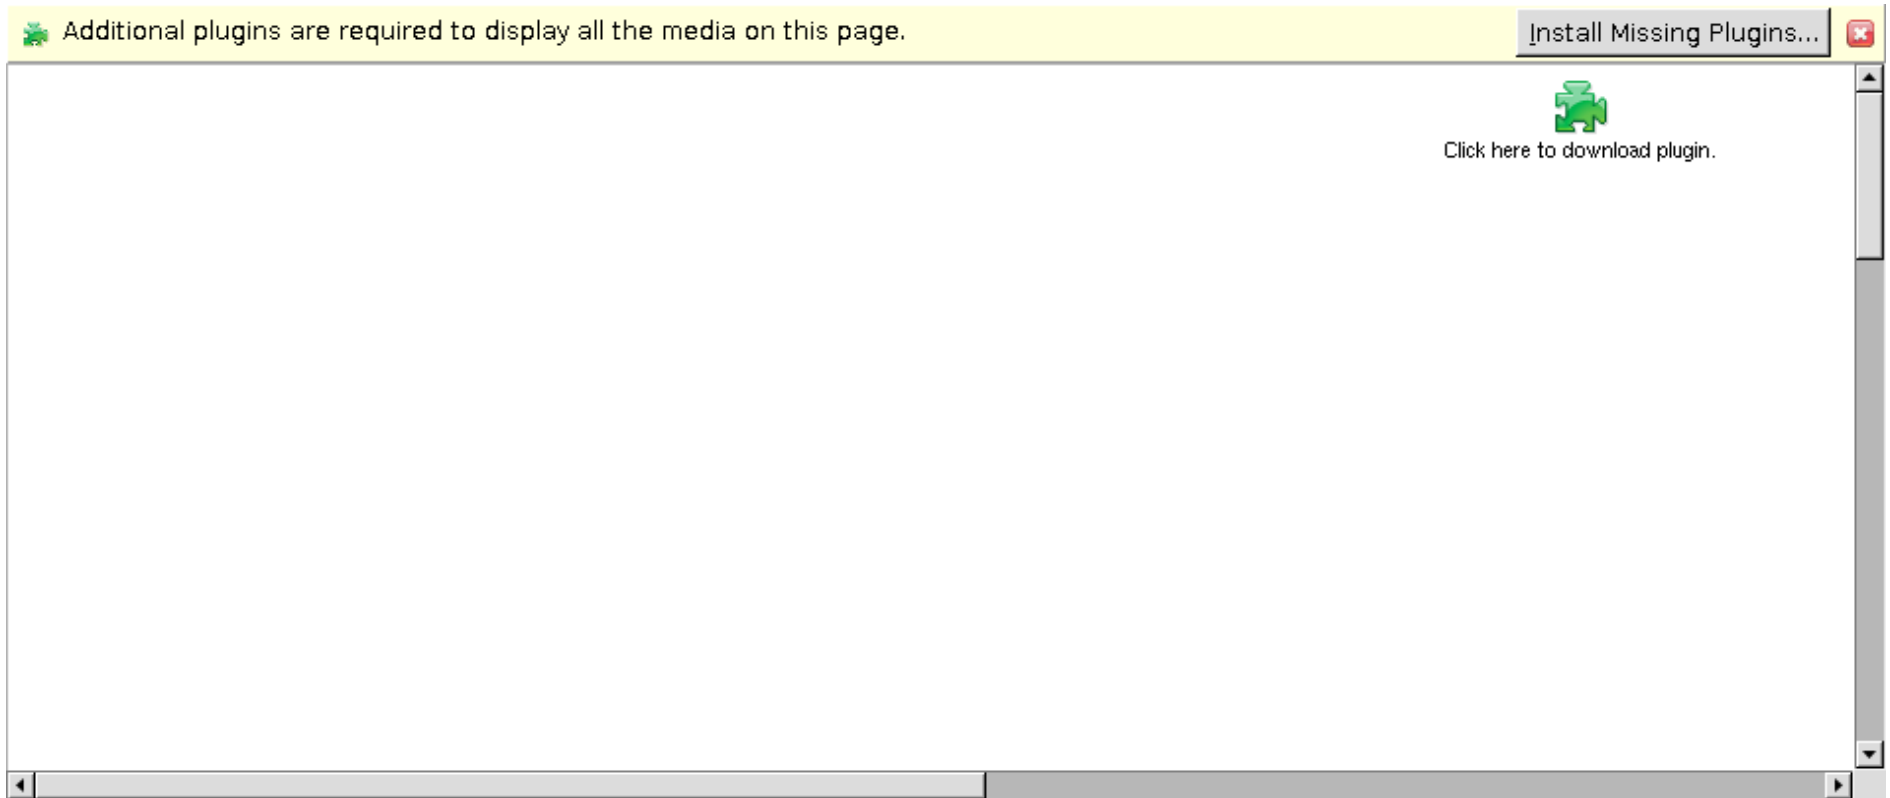 Additional plugins are required to display all the media on this page.
Install Missing Plugins...
Click here to download plugin.